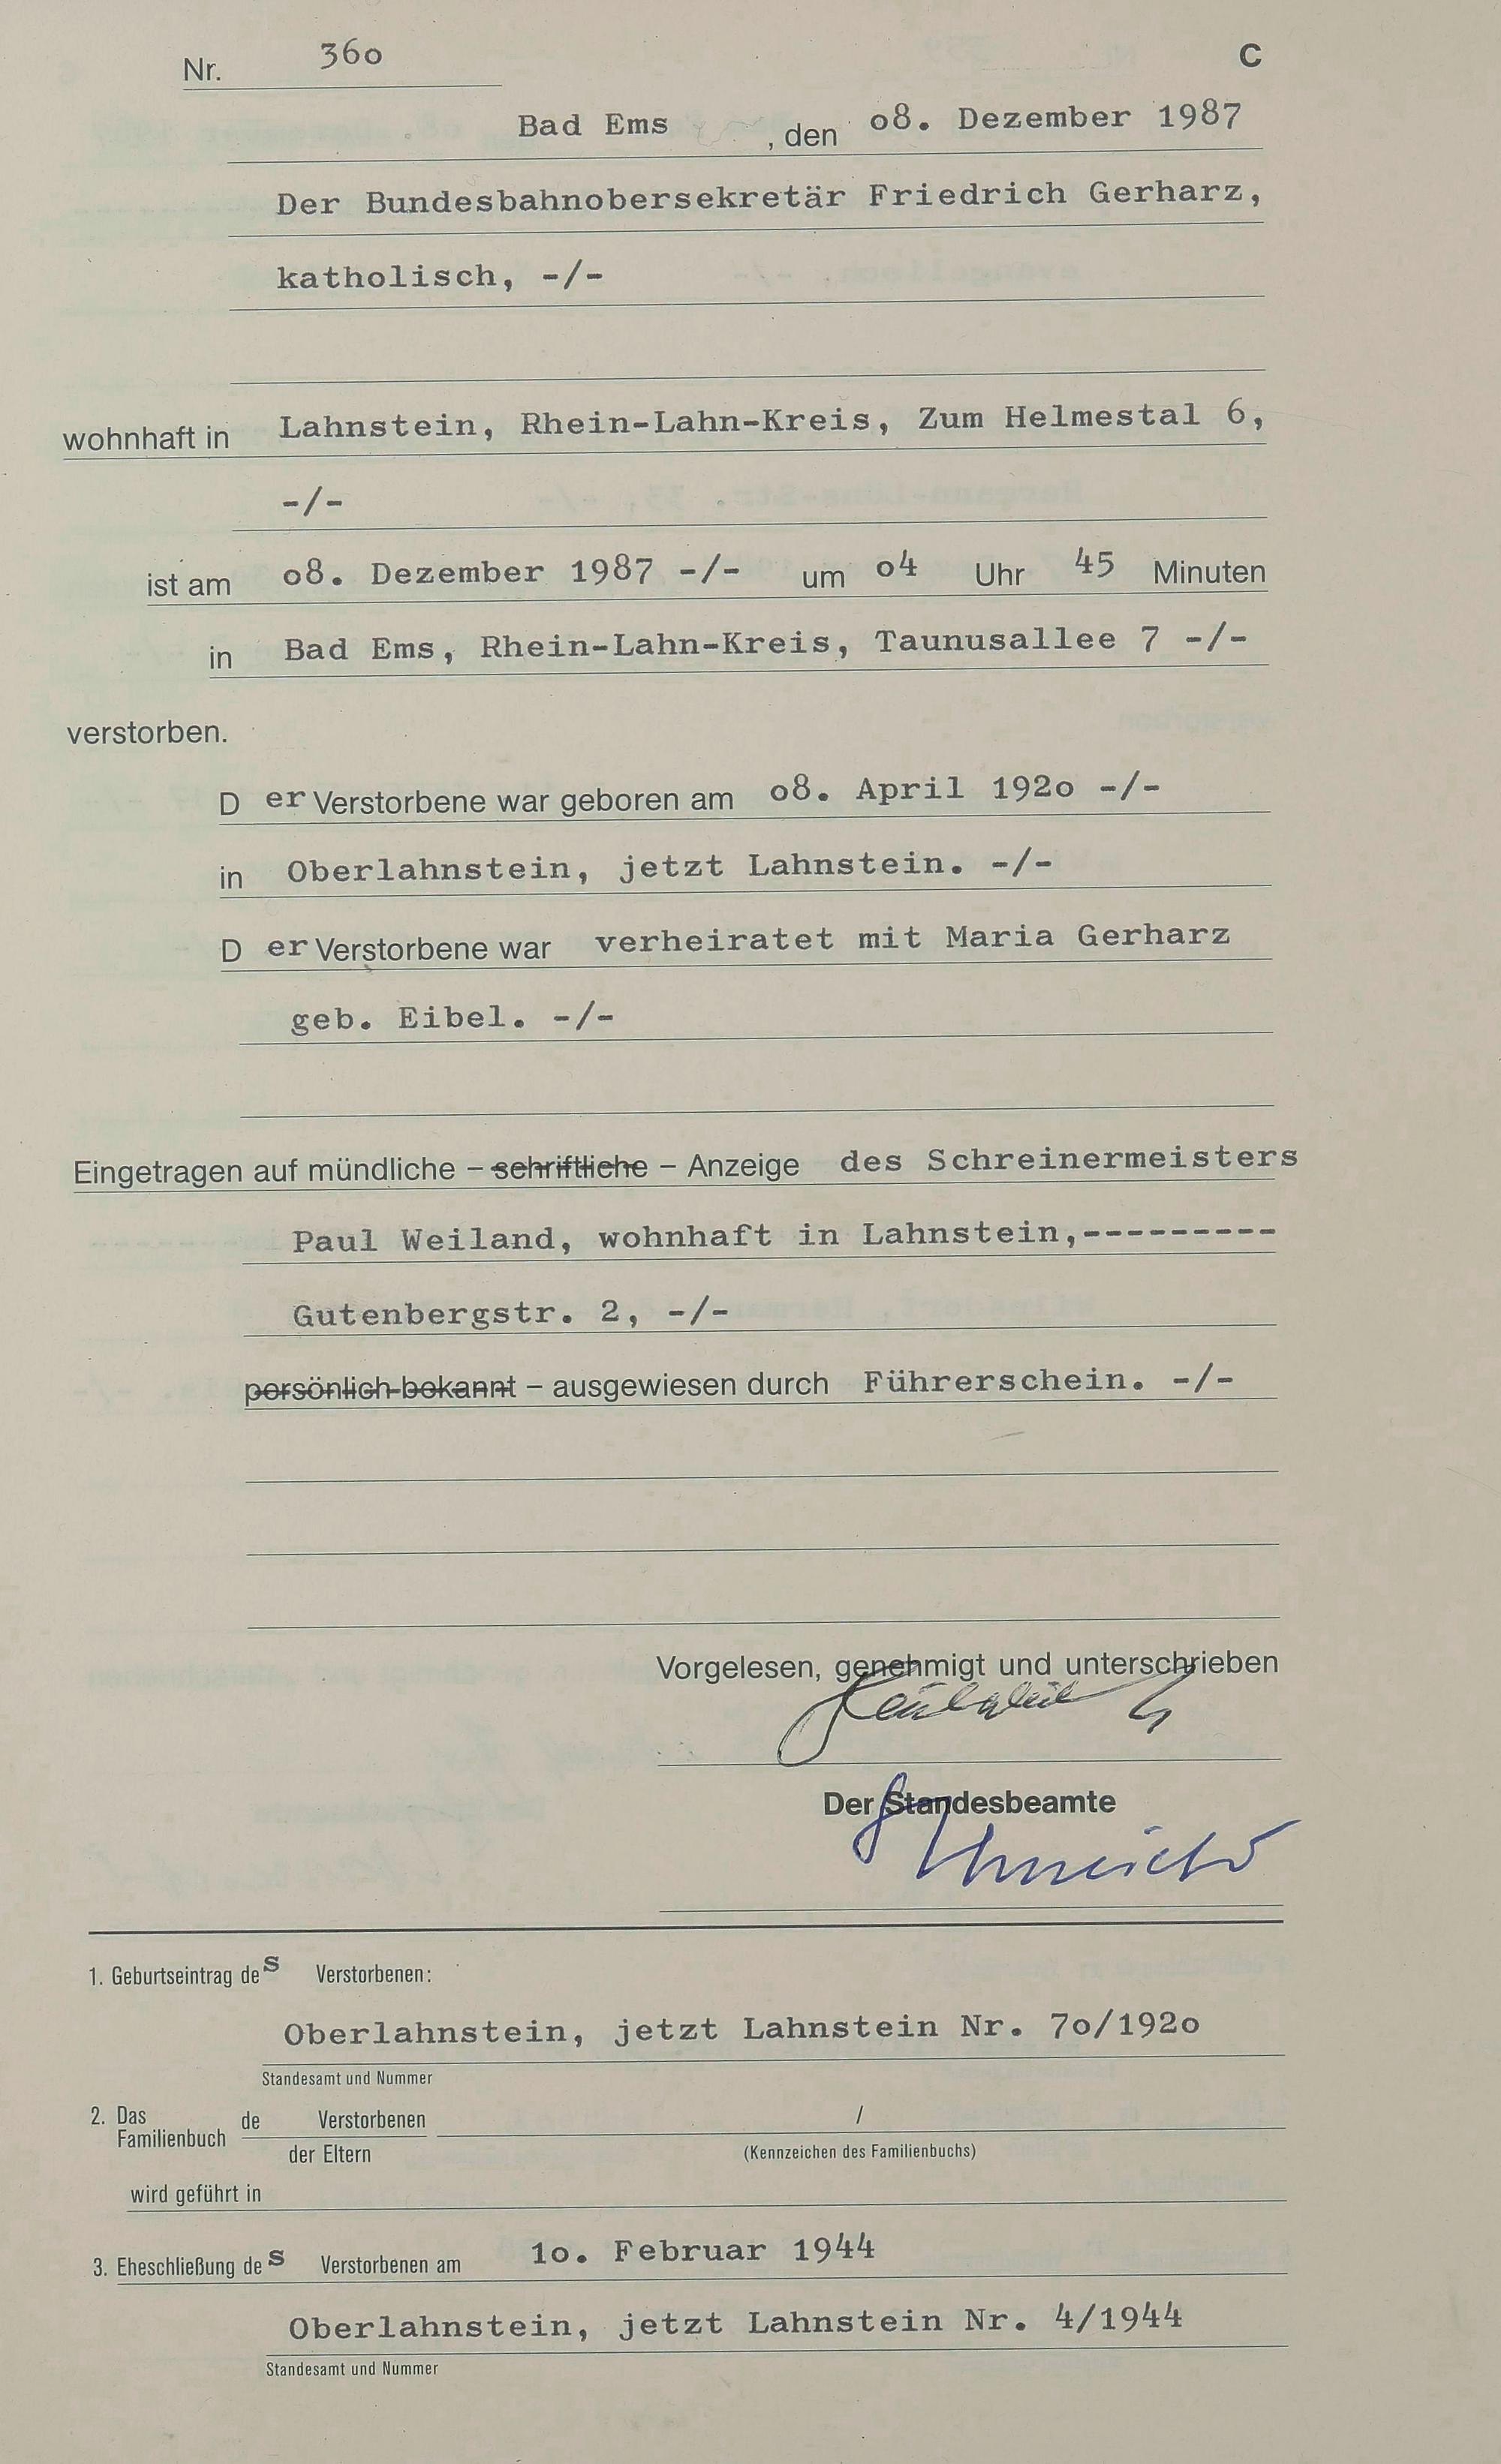 Nr. 36o C
Bad Ems , den o8. Dezember 1987
Der Bundesbahnobersekretär Friedrich Gerharz,
katholisch, -/-
wohnhaft in Lahnstein, Rhein-Lahn-Kreis, Zum Helmestal 6,
-/-
ist am o8. Dezember 1987 -/- um o4 Uhr 45 Minuten
in Bad Ems, Rhein-Lahn-Kreis, Taunusallee 7 -/-
verstorben.
D er Verstorbene war geboren am o8. April 192o -/-
in Oberlahnstein, jetzt Lahnstein. -/-
D er Verstorbene war verheiratet mit Maria Gerharz
geb. Eibel. -/-
Eingetragen auf mündliche – schriftliche – Anzeige des Schreinermeisters
Paul Weiland, wohnhaft in Lahnstein,---------
Gutenbergstr. 2, -/-
persönlich bekannt – ausgewiesen durch Führerschein. -/-
Vorgelesen, genehmigt und unterschrieben
Der Standesbeamte
1. Geburtseintrag des Verstorbenen:
Oberlahnstein, jetzt Lahnstein Nr. 7o/192o
Standesamt und Nummer
2. Das de Verstorbenen /
Familienbuch der Eltern (Kennzeichen des Familienbuchs)
wird geführt in
3. Eheschließung des Verstorbenen am 1o. Februar 1944
Oberlahnstein, jetzt Lahnstein Nr. 4/1944
Standesamt und Nummer